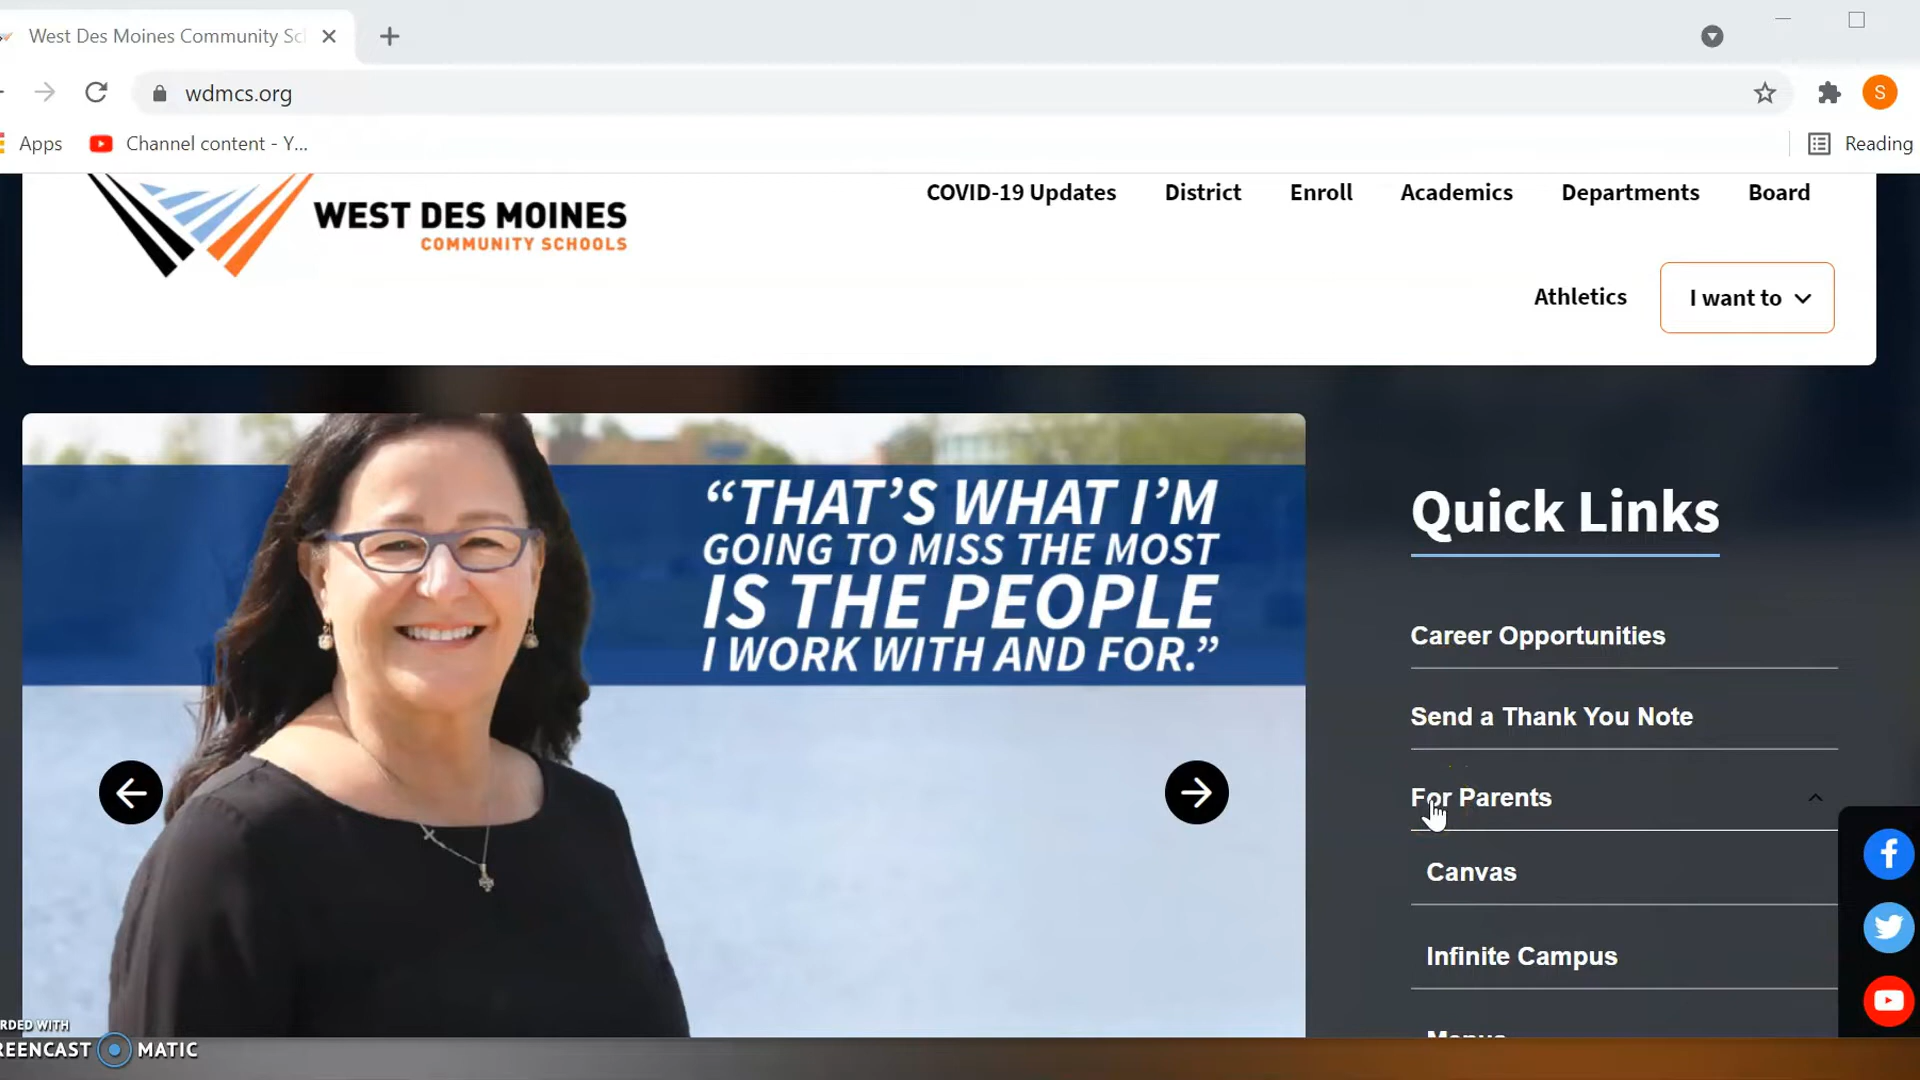 West Des Moines Community Sc
wdmcs.org
S
Apps
Channel content - Y...
Reading
WEST DES MOINES
COMMUNITY SCHOOLS
COVID-19 Updates
District
Enroll
Academics
Departments
Board
Athletics
I want to
“THAT’S WHAT I’M
GOING TO MISS THE MOST
IS THE PEOPLE
I WORK WITH AND FOR.”
Quick Links
Career Opportunities
Send a Thank You Note
For Parents
Canvas
Infinite Campus
Menus
RDED WITH
REENCAST MATIC